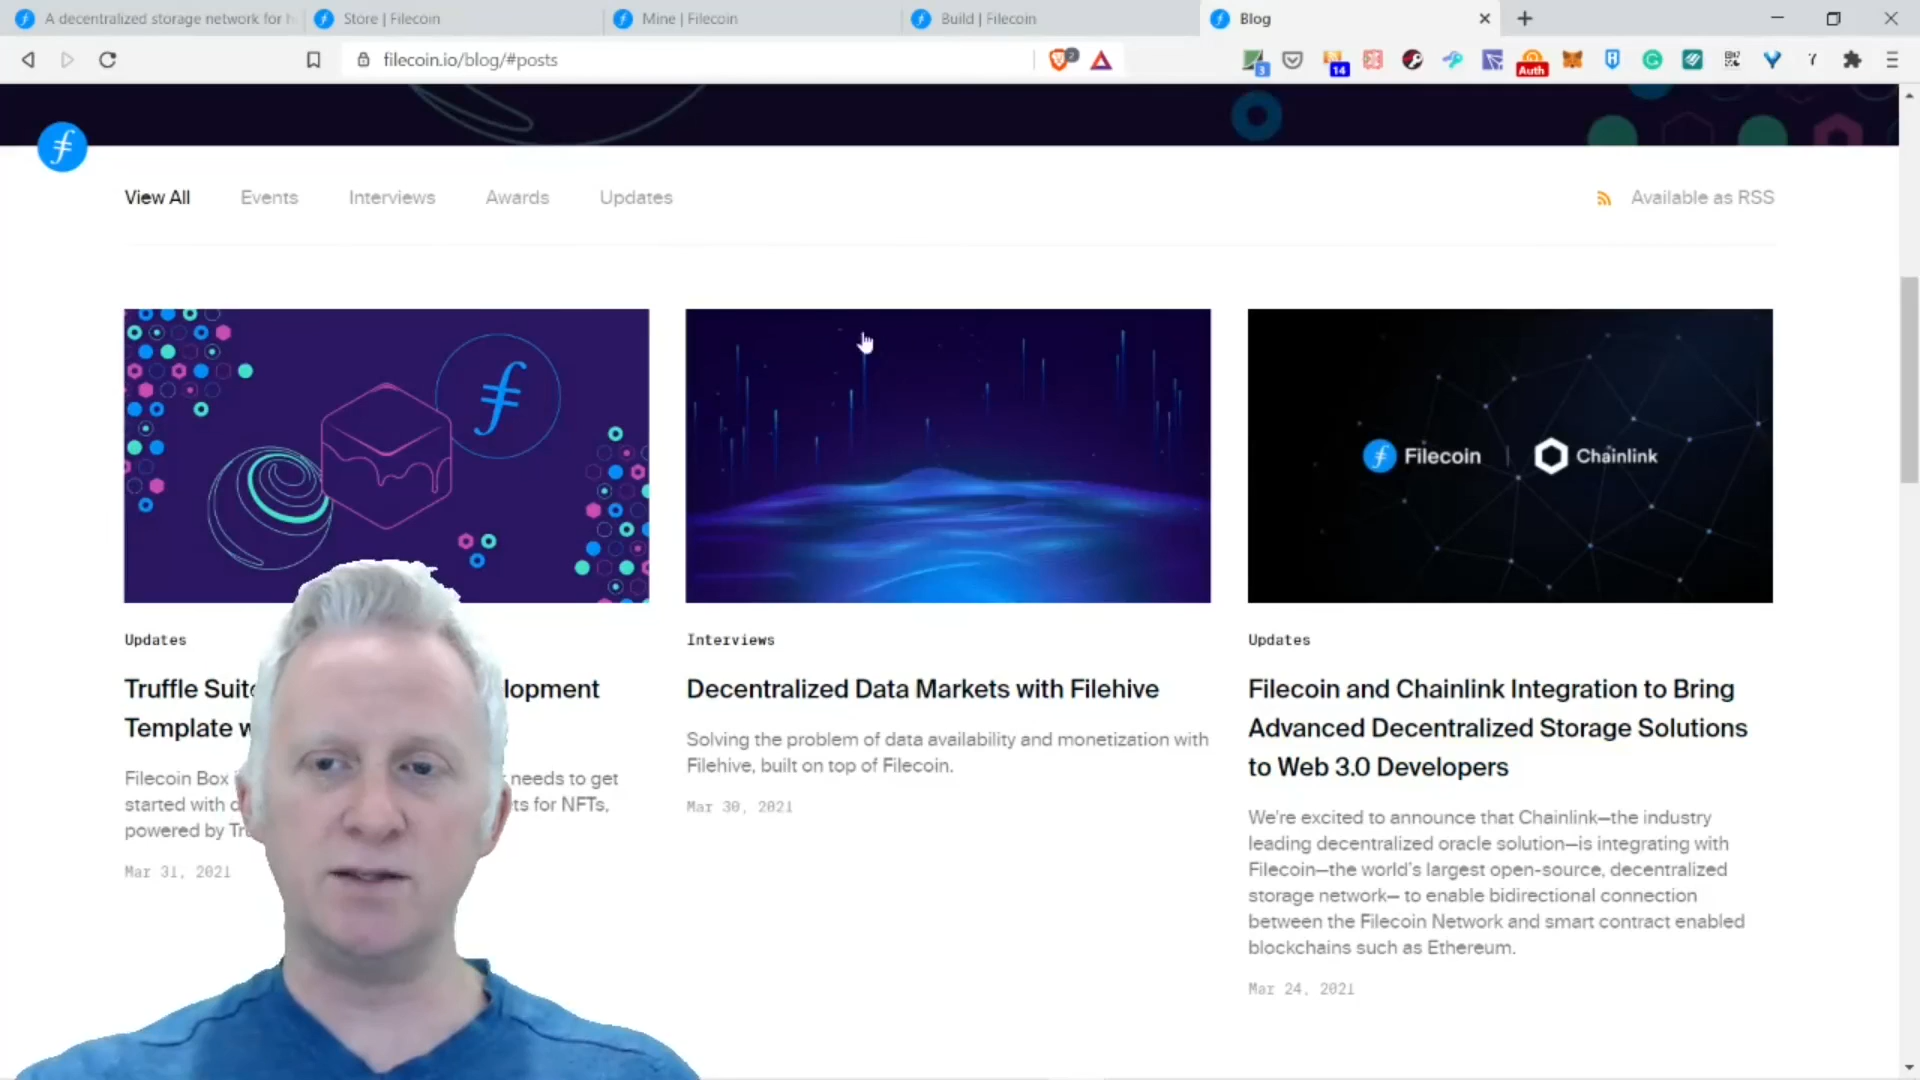 A decentralized storage network for
Store | Filecoin
Mine | Filecoin
Build | Filecoin
Blog
filecoin.io/blog/#posts
2
3
14
Auth
View All
Events
Interviews
Awards
Updates
Available as RSS
Filecoin
Chainlink
Updates
Truffle Suite
lopment
Template
Filecoin Box
needs to get
started with
ts for NFTs,
powered by
Mar 31, 2021
Interviews
Decentralized Data Markets with Filehive
Solving the problem of data availability and monetization with
Filehive, built on top of Filecoin.
Mar 30, 2021
Updates
Filecoin and Chainlink Integration to Bring
Advanced Decentralized Storage Solutions
to Web 3.0 Developers
We're excited to announce that Chainlink—the industry
leading decentralized oracle solution—is integrating with
Filecoin—the world's largest open-source, decentralized
storage network— to enable bidirectional connection
between the Filecoin Network and smart contract enabled
blockchains such as Ethereum.
Mar 24, 2021